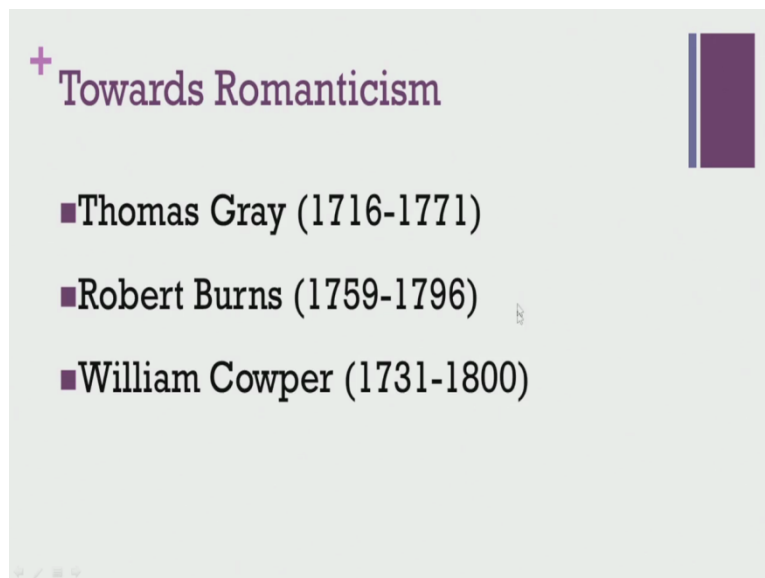 Towards Romanticism
Thomas Gray (1716-1771)
Robert Burns (1759-1796)
William Cowper (1731-1800)